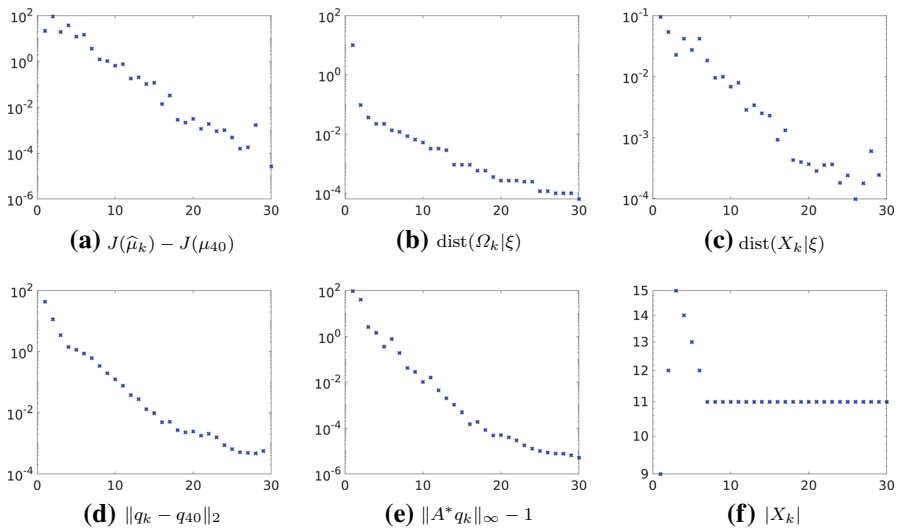 10^2
10^0
10^-2
10^-4
10^-6
0 10 20 30
(a) J(μ̂_k) − J(μ_40)
10^2
10^0
10^-2
10^-4
0 10 20 30
(b) dist(Ω_k|ξ)
10^-1
10^-2
10^-3
10^-4
0 10 20 30
(c) dist(X_k|ξ)
10^2
10^0
10^-2
10^-4
0 10 20 30
(d) ‖q_k − q_40‖_2
10^2
10^0
10^-2
10^-4
10^-6
0 10 20 30
(e) ‖A*q_k‖_∞ − 1
15
14
13
12
11
10
9
0 10 20 30
(f) |X_k|